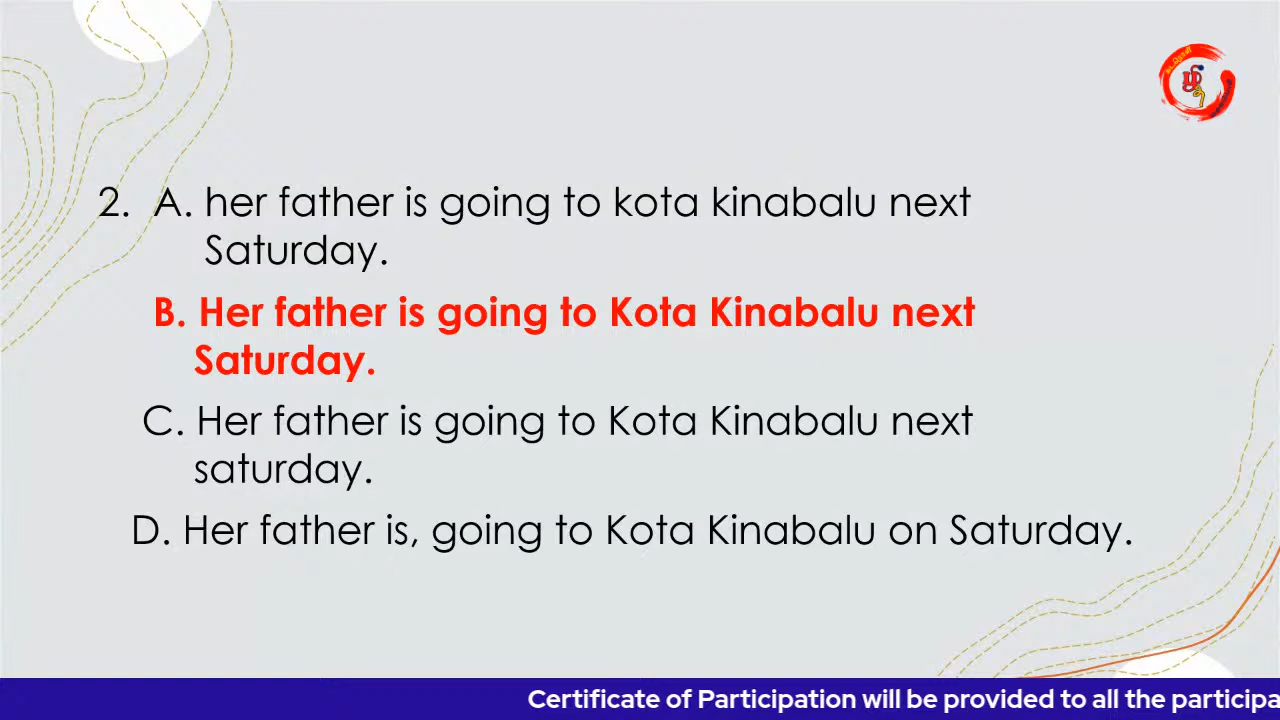 2. A. her father is going to kota kinabalu next
Saturday.
B. Her father is going to Kota Kinabalu next
Saturday.
C. Her father is going to Kota Kinabalu next
saturday.
D. Her father is, going to Kota Kinabalu on Saturday.
Certificate of Participation will be provided to all the participa